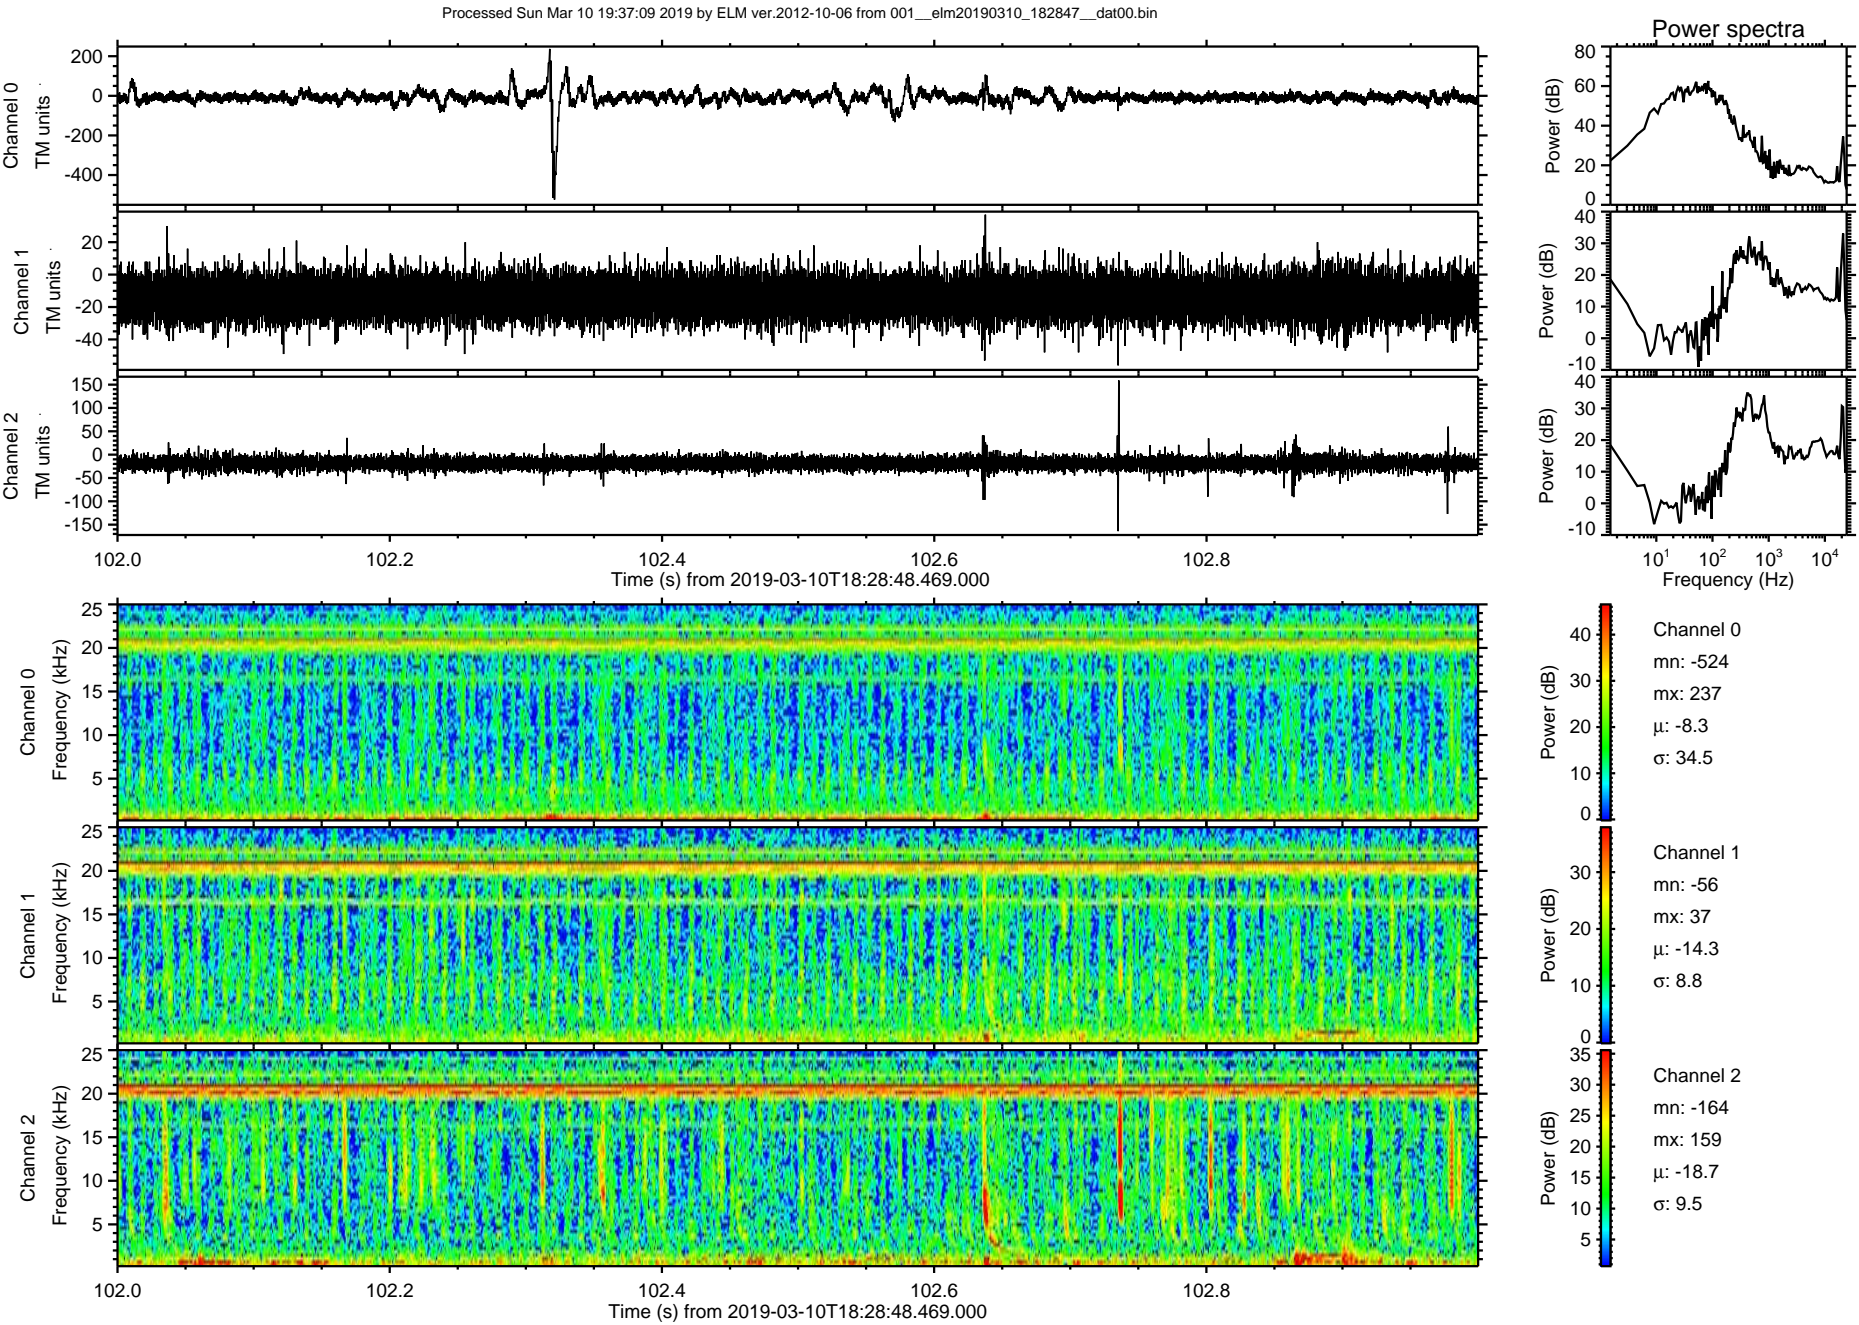 Processed Sun Mar 10 19:37:09 2019 by ELM ver.2012-10-06 from 001__elm20190310_182847__dat00.bin
Power spectra
Channel 0
TM units
200
0
-200
-400
Power (dB)
80
60
40
20
0
Channel 1
TM units
20
0
-20
-40
Power (dB)
40
30
20
10
0
-10
Channel 2
TM units
150
100
50
0
-50
-100
-150
Power (dB)
40
30
20
10
0
-10
102.0 102.2 102.4 102.6 102.8
Time (s) from 2019-03-10T18:28:48.469.000
10¹ 10² 10³ 10⁴
Frequency (Hz)
Channel 0
Frequency (kHz)
25
20
15
10
5
Power (dB)
40
30
20
10
0
Channel 0
mn: -524
mx: 237
μ: -8.3
σ: 34.5
Channel 1
Frequency (kHz)
25
20
15
10
5
Power (dB)
30
20
10
0
Channel 1
mn: -56
mx: 37
μ: -14.3
σ: 8.8
Channel 2
Frequency (kHz)
25
20
15
10
5
Power (dB)
35
30
25
20
15
10
5
Channel 2
mn: -164
mx: 159
μ: -18.7
σ: 9.5
102.0 102.2 102.4 102.6 102.8
Time (s) from 2019-03-10T18:28:48.469.000